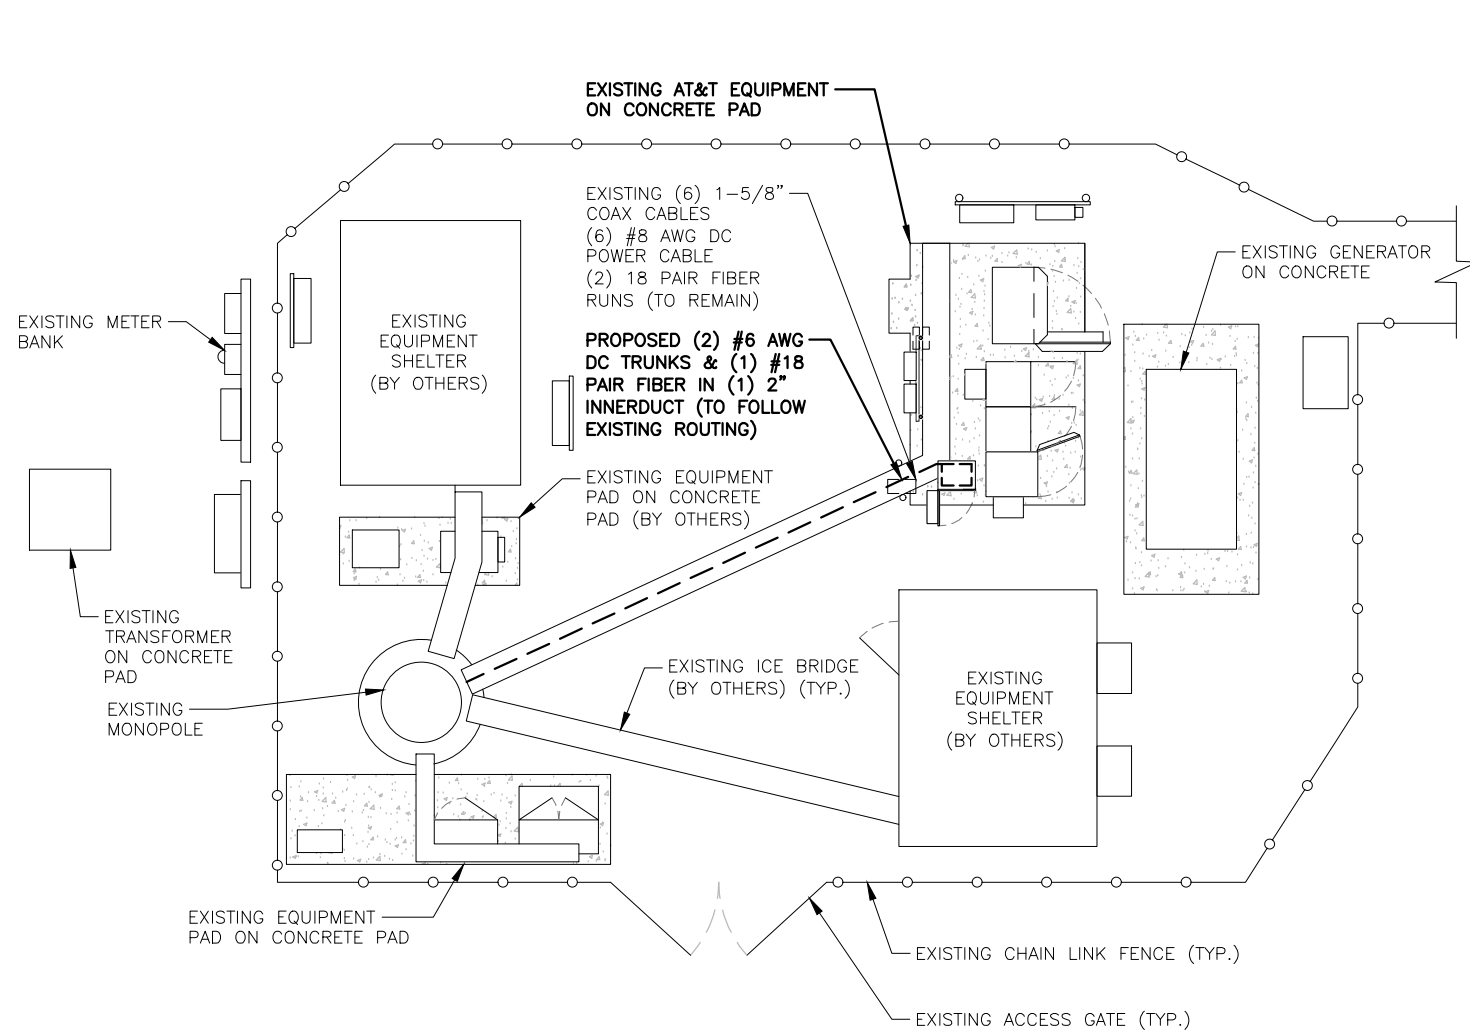 EXISTING AT&T EQUIPMENT
ON CONCRETE PAD
EXISTING (6) 1-5/8"
COAX CABLES
(6) #8 AWG DC
POWER CABLE
(2) 18 PAIR FIBER
RUNS (TO REMAIN)
PROPOSED (2) #6 AWG
DC TRUNKS & (1) #18
PAIR FIBER IN (1) 2"
INNERDUCT (TO FOLLOW
EXISTING ROUTING)
EXISTING GENERATOR
ON CONCRETE
EXISTING METER
BANK
EXISTING
EQUIPMENT
SHELTER
(BY OTHERS)
EXISTING EQUIPMENT
PAD ON CONCRETE
PAD (BY OTHERS)
EXISTING
TRANSFORMER
ON CONCRETE
PAD
EXISTING
MONOPOLE
EXISTING ICE BRIDGE
(BY OTHERS) (TYP.)
EXISTING
EQUIPMENT
SHELTER
(BY OTHERS)
EXISTING EQUIPMENT
PAD ON CONCRETE PAD
EXISTING CHAIN LINK FENCE (TYP.)
EXISTING ACCESS GATE (TYP.)